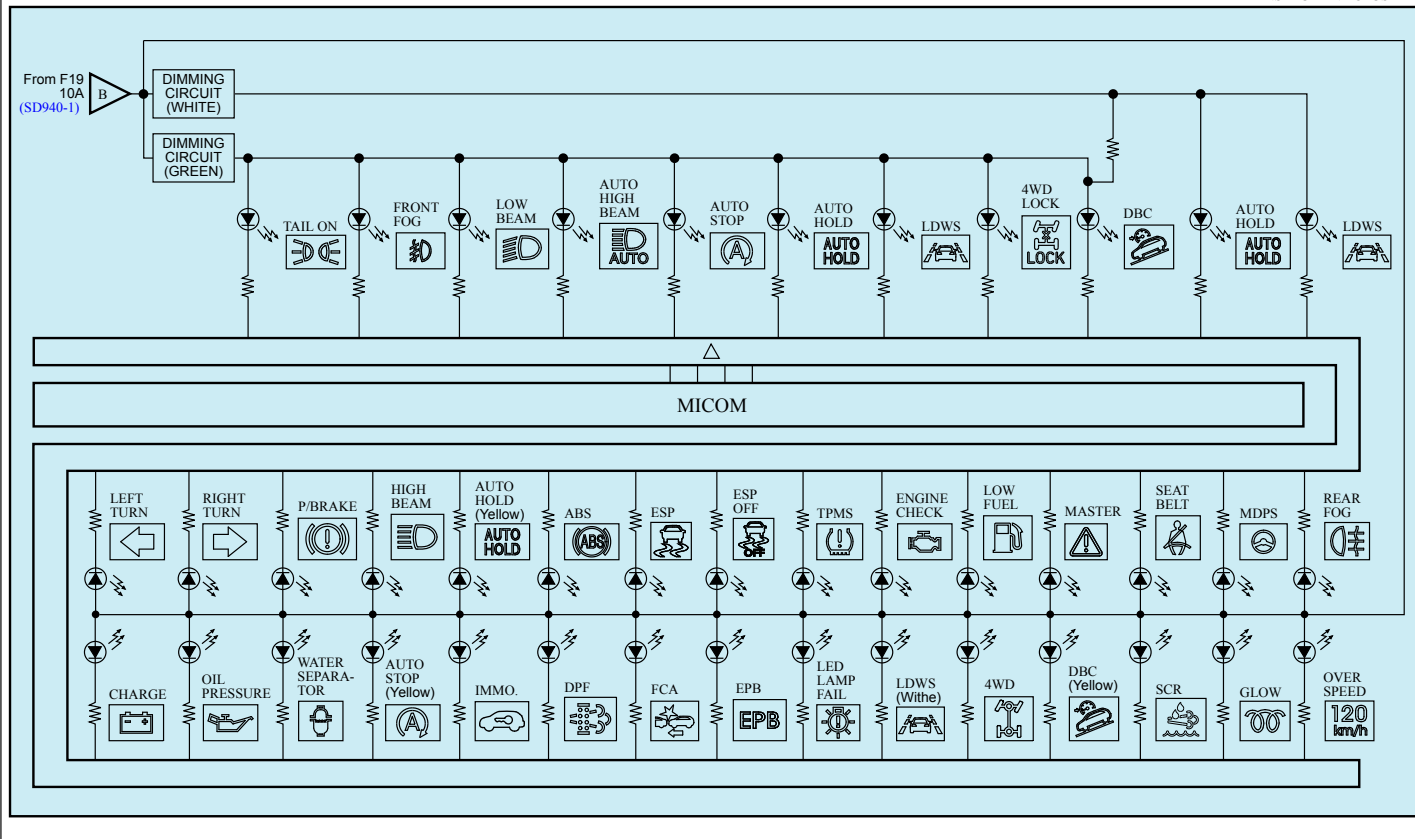 From F19
10A
(SD940-1)
B
DIMMING
CIRCUIT
(WHITE)
DIMMING
CIRCUIT
(GREEN)
TAIL ON
FRONT
FOG
LOW
BEAM
AUTO
HIGH
BEAM
AUTO
AUTO
STOP
A
AUTO
HOLD
AUTO
HOLD
LDWS
4WD
LOCK
LOCK
DBC
AUTO
HOLD
AUTO
HOLD
LDWS
MICOM
LEFT
TURN
RIGHT
TURN
P/BRAKE
HIGH
BEAM
AUTO
HOLD
(Yellow)
AUTO
HOLD
ABS
ABS
ESP
ESP
OFF
OFF
TPMS
ENGINE
CHECK
LOW
FUEL
MASTER
SEAT
BELT
MDPS
REAR
FOG
CHARGE
OIL
PRESSURE
WATER
SEPARA-
TOR
AUTO
STOP
(Yellow)
A
IMMO.
DPF
FCA
EPB
EPB
LED
LAMP
FAIL
LDWS
(Withe)
4WD
DBC
(Yellow)
SCR
GLOW
OVER
SPEED
120
km/h